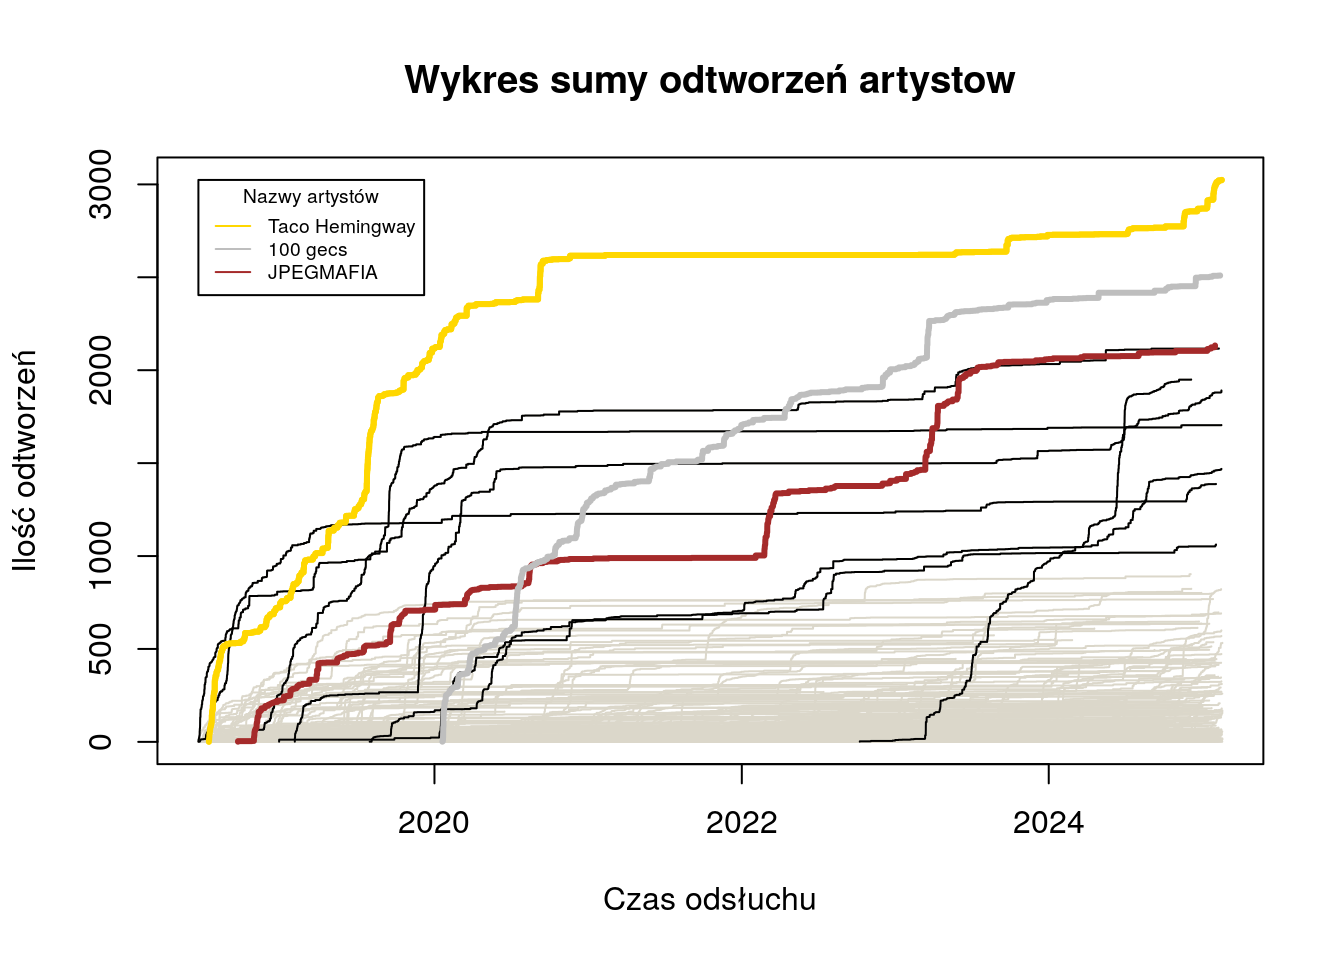 Wykres sumy odtworzeń artystow
Ilość odtworzeń
3000
2000
1000
500
0
Nazwy artystów
Taco Hemingway
100 gecs
JPEGMAFIA
2020
2022
2024
Czas odsłuchu